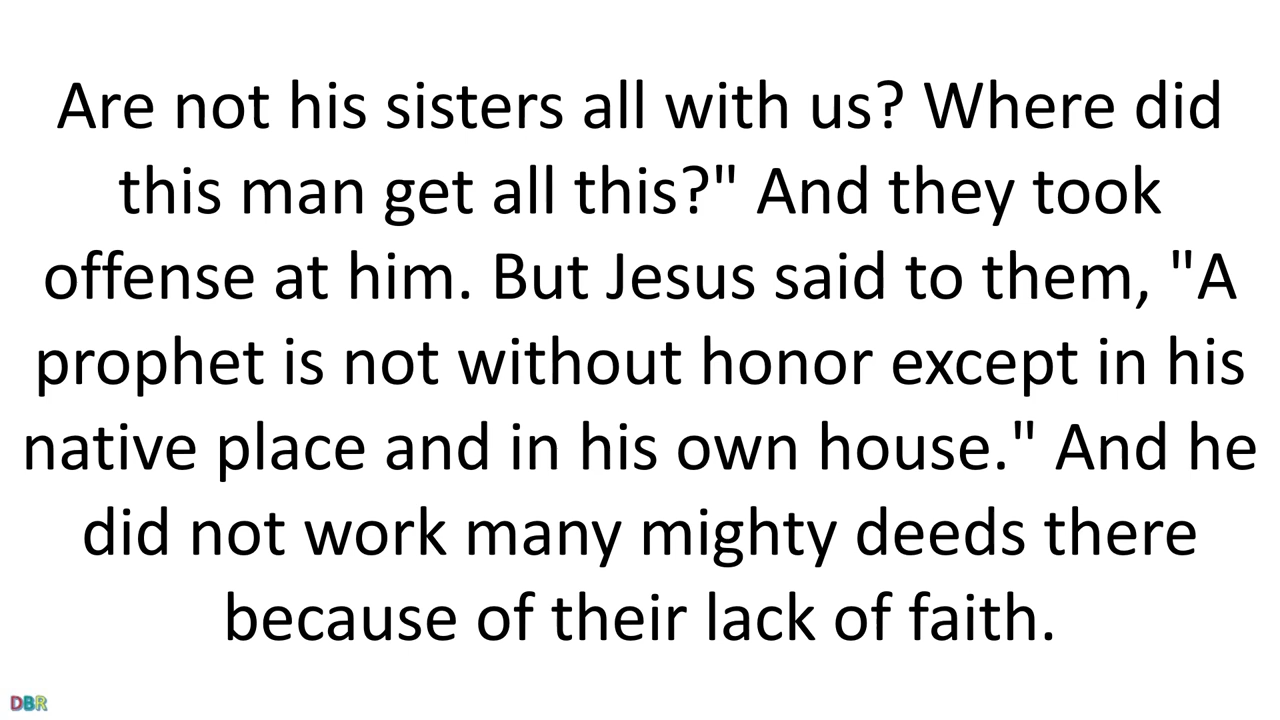 Are not his sisters all with us? Where did
this man get all this?" And they took
offense at him. But Jesus said to them, "A
prophet is not without honor except in his
native place and in his own house." And he
did not work many mighty deeds there
because of their lack of faith.
DBR